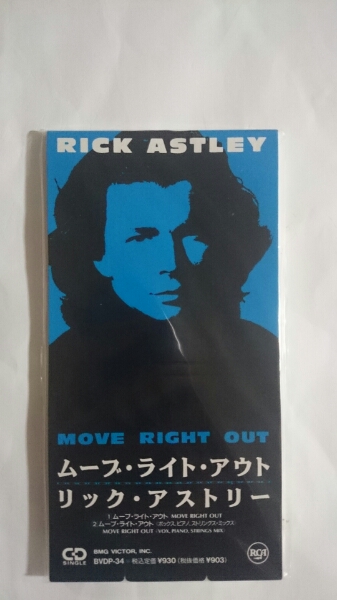 RICK ASTLEY
MOVE RIGHT OUT
ムーブ・ライト・アウト
リック・アストリー
1 ムーブ・ライト・アウト MOVE RIGHT OUT
2 ムーブ・ライト・アウト (ボックス、ピアノ、ストリングス・ミックス)
MOVE RIGHT OUT (VOX, PIANO, STRINGS MIX)
CD SINGLE
BMG VICTOR, INC.
BVDP-34 ・税込定価¥930 (税抜価格¥903)
RCA